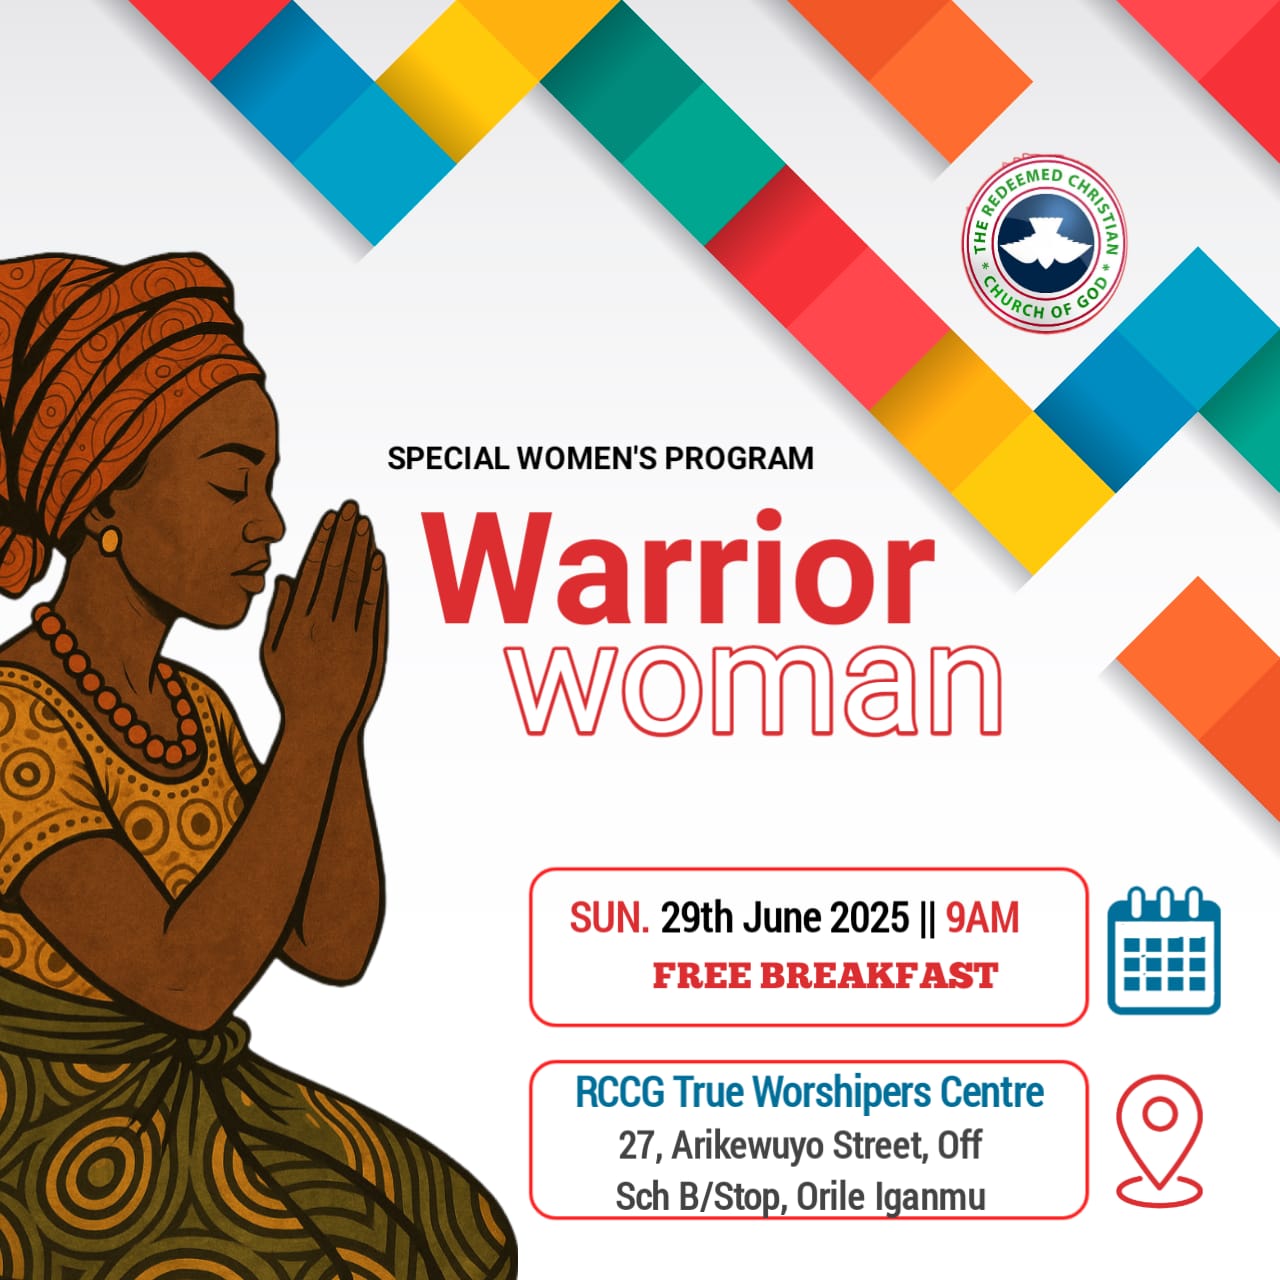 THE REDEEMED CHRISTIAN
* CHURCH OF GOD *
SPECIAL WOMEN'S PROGRAM
Warrior
woman
SUN. 29th June 2025 || 9AM
FREE BREAKFAST
RCCG True Worshipers Centre
27, Arikewuyo Street, Off
Sch B/Stop, Orile Iganmu